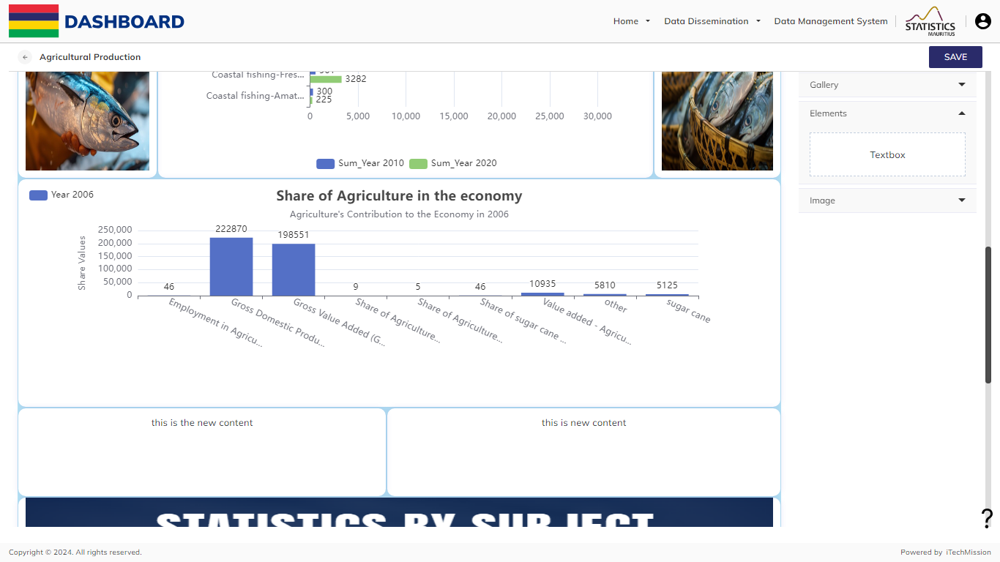 DASHBOARD
Home
Data Dissemination
Data Management System
STATISTICS
MAURITIUS
Agricultural Production
SAVE
Coastal fishing-Fres...
3282
Coastal fishing-Amat...
300
225
0
5,000
10,000
15,000
20,000
25,000
30,000
Sum_Year 2010
Sum_Year 2020
Gallery
Elements
Textbox
Image
Year 2006
Share of Agriculture in the economy
Agriculture's Contribution to the Economy in 2006
Share Values
250,000
200,000
150,000
100,000
50,000
0
46
222870
198551
9
5
46
10935
5810
5125
Employment in Agricu...
Gross Domestic Produ...
Gross Value Added (G...
Share of Agriculture...
Share of Agriculture...
Share of sugar cane ...
Value added - Agricu...
other
sugar cane
this is the new content
this is new content
STATISTICS BY SUBJECT
?
Copyright © 2024. All rights reserved.
Powered by iTechMission